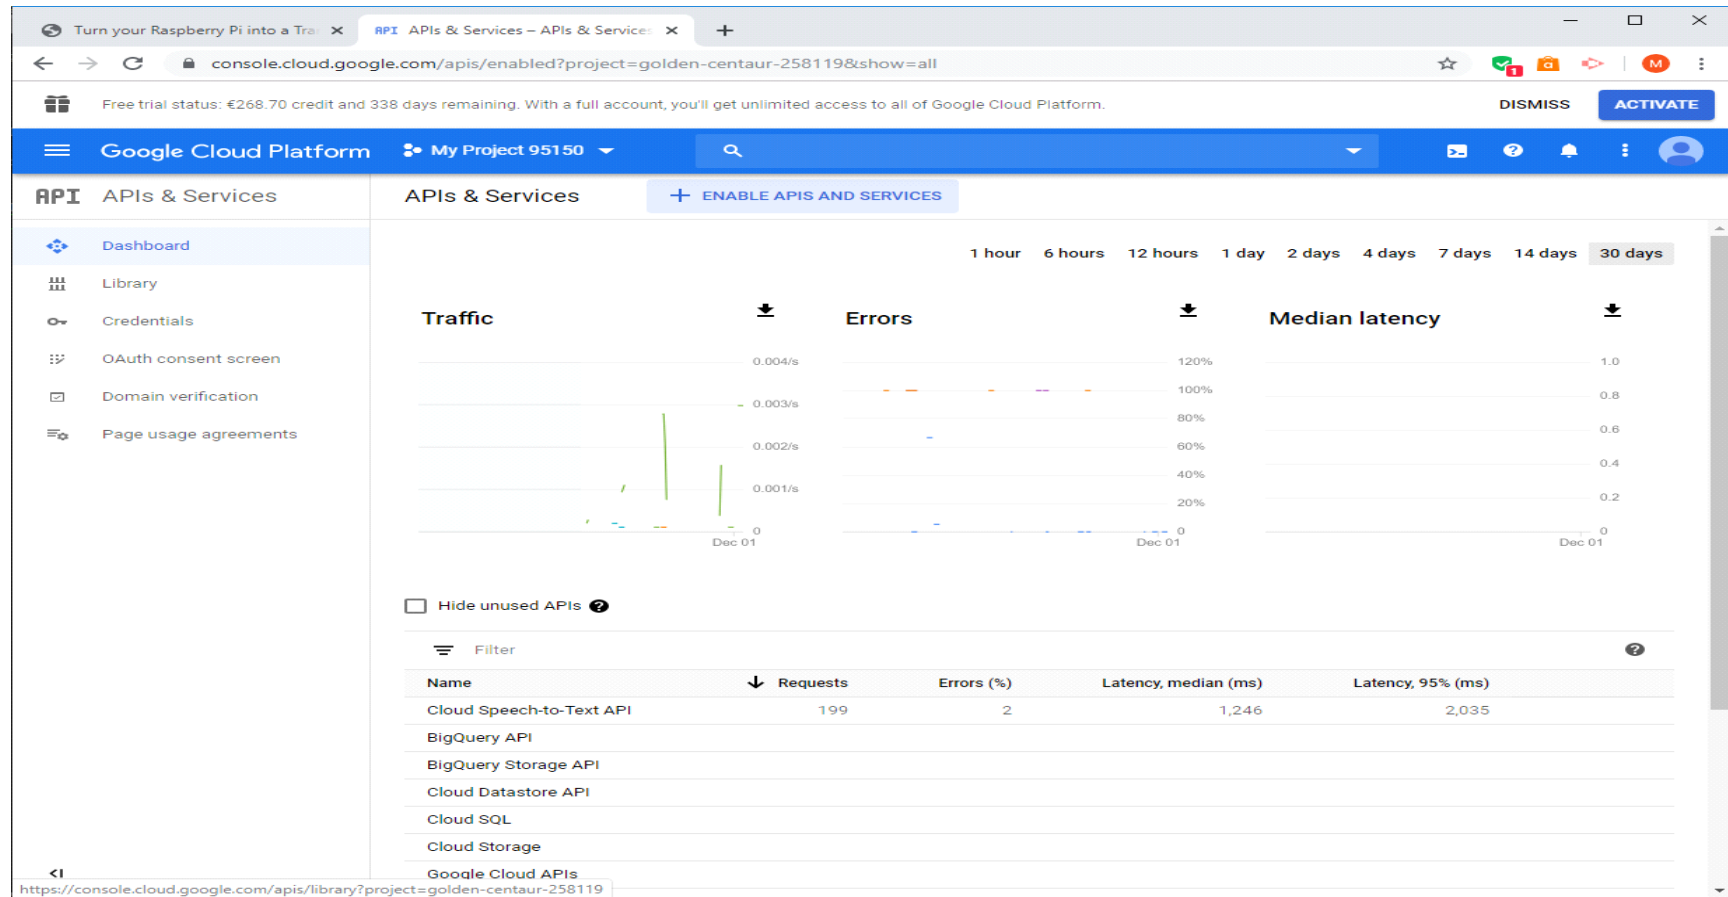 Turn your Raspberry Pi into a Tra
API APIs & Services – APIs & Service
console.cloud.google.com/apis/enabled?project=golden-centaur-258119&show=all
1
a
M
Free trial status: €268.70 credit and 338 days remaining. With a full account, you'll get unlimited access to all of Google Cloud Platform.
DISMISS
ACTIVATE
Google Cloud Platform
My Project 95150
API APIs & Services
APIs & Services
ENABLE APIS AND SERVICES
Dashboard
Library
Credentials
OAuth consent screen
Domain verification
Page usage agreements
1 hour 6 hours 12 hours 1 day 2 days 4 days 7 days 14 days 30 days
Traffic
0.004/s
0.003/s
0.002/s
0.001/s
0
Dec 01
Errors
120%
100%
80%
60%
40%
20%
0
Dec 01
Median latency
1.0
0.8
0.6
0.4
0.2
0
Dec 01
Hide unused APIs
Filter
Name Requests Errors (%) Latency, median (ms) Latency, 95% (ms)
Cloud Speech-to-Text API 199 2 1,246 2,035
BigQuery API
BigQuery Storage API
Cloud Datastore API
Cloud SQL
Cloud Storage
Google Cloud APIs
https://console.cloud.google.com/apis/library?project=golden-centaur-258119